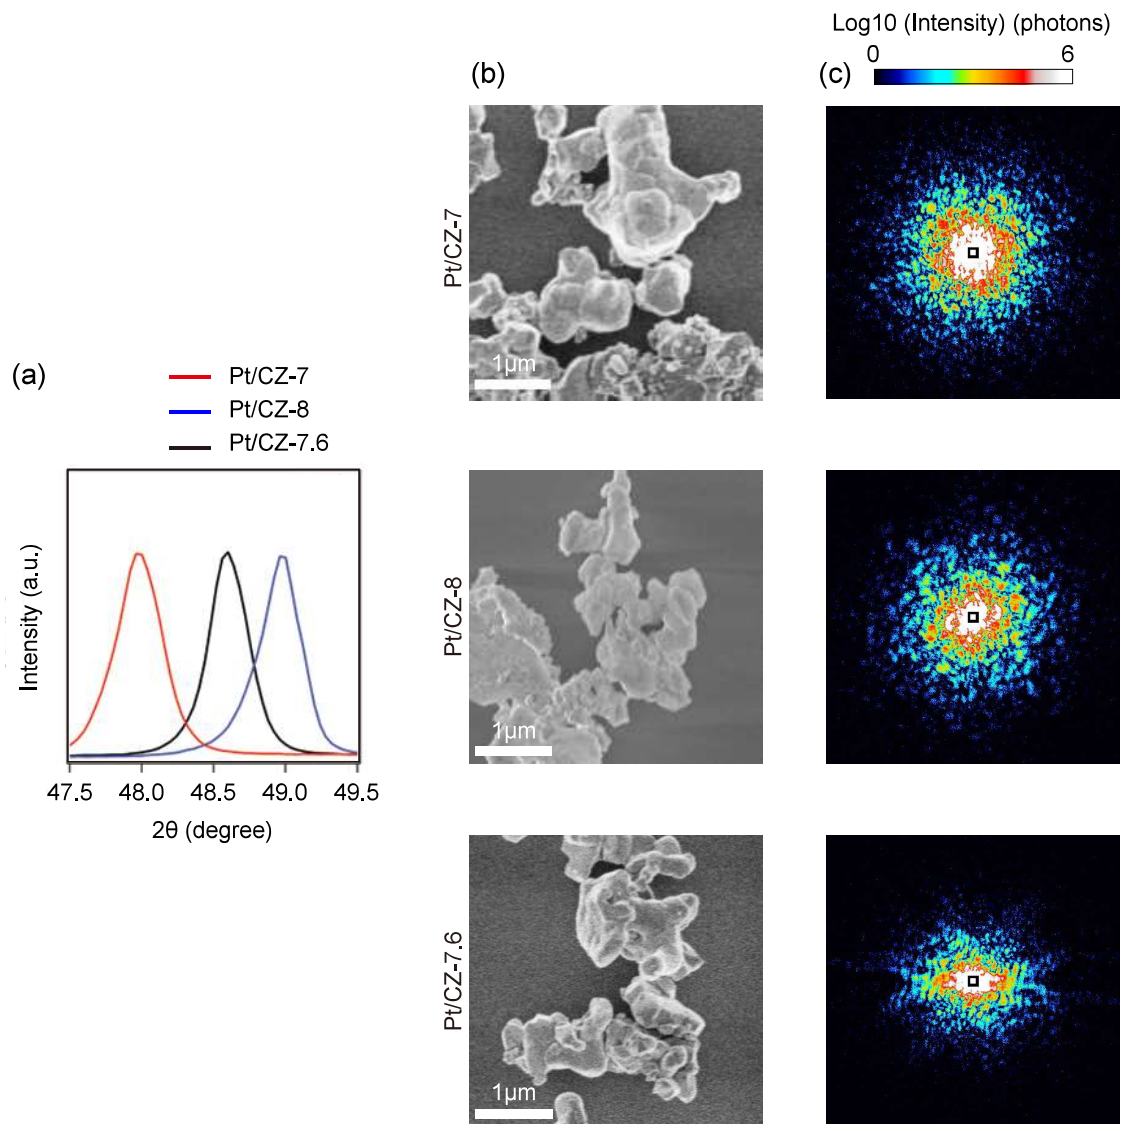 Log10 (Intensity) (photons)
0 6
(b)
(c)
Pt/CZ-7
1μm
(a)
Pt/CZ-7
Pt/CZ-8
Pt/CZ-7.6
Intensity (a.u.)
47.5 48.0 48.5 49.0 49.5
2θ (degree)
Pt/CZ-8
1μm
Pt/CZ-7.6
1μm